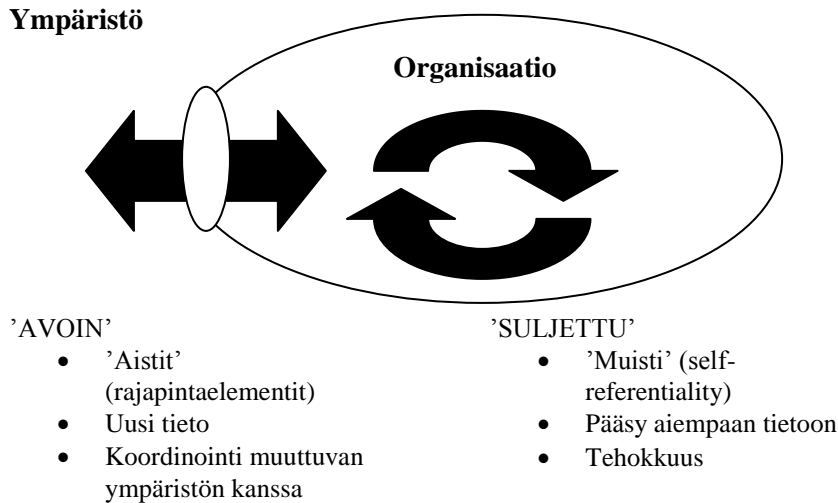 Ympäristö
Organisaatio
’AVOIN’
• ’Aistit’
(rajapintaelementit)
• Uusi tieto
• Koordinointi muuttuvan
ympäristön kanssa
’SULJETTU’
• ’Muisti’ (self-
referentiality)
• Pääsy aiempaan tietoon
• Tehokkuus